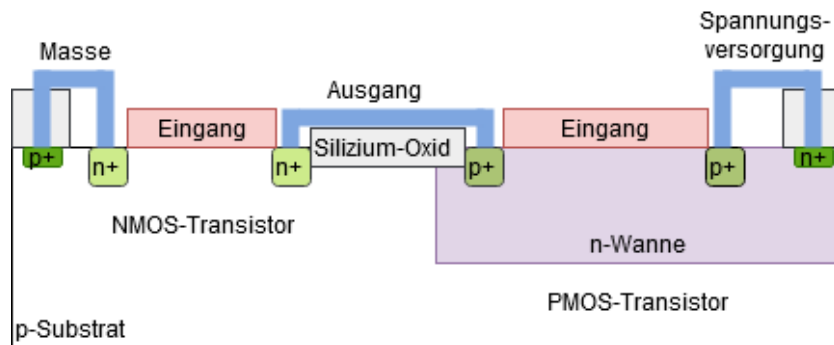 Masse
Ausgang
Spannungs-
versorgung
Eingang
Silizium-Oxid
Eingang
p+
n+
n+
p+
p+
n+
NMOS-Transistor
n-Wanne
PMOS-Transistor
p-Substrat